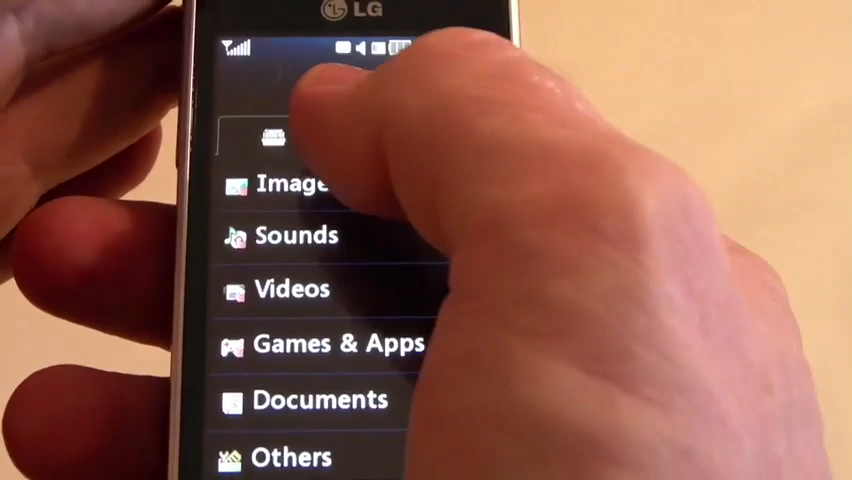 LG
Image
Sounds
Videos
Games & Apps
Documents
Others